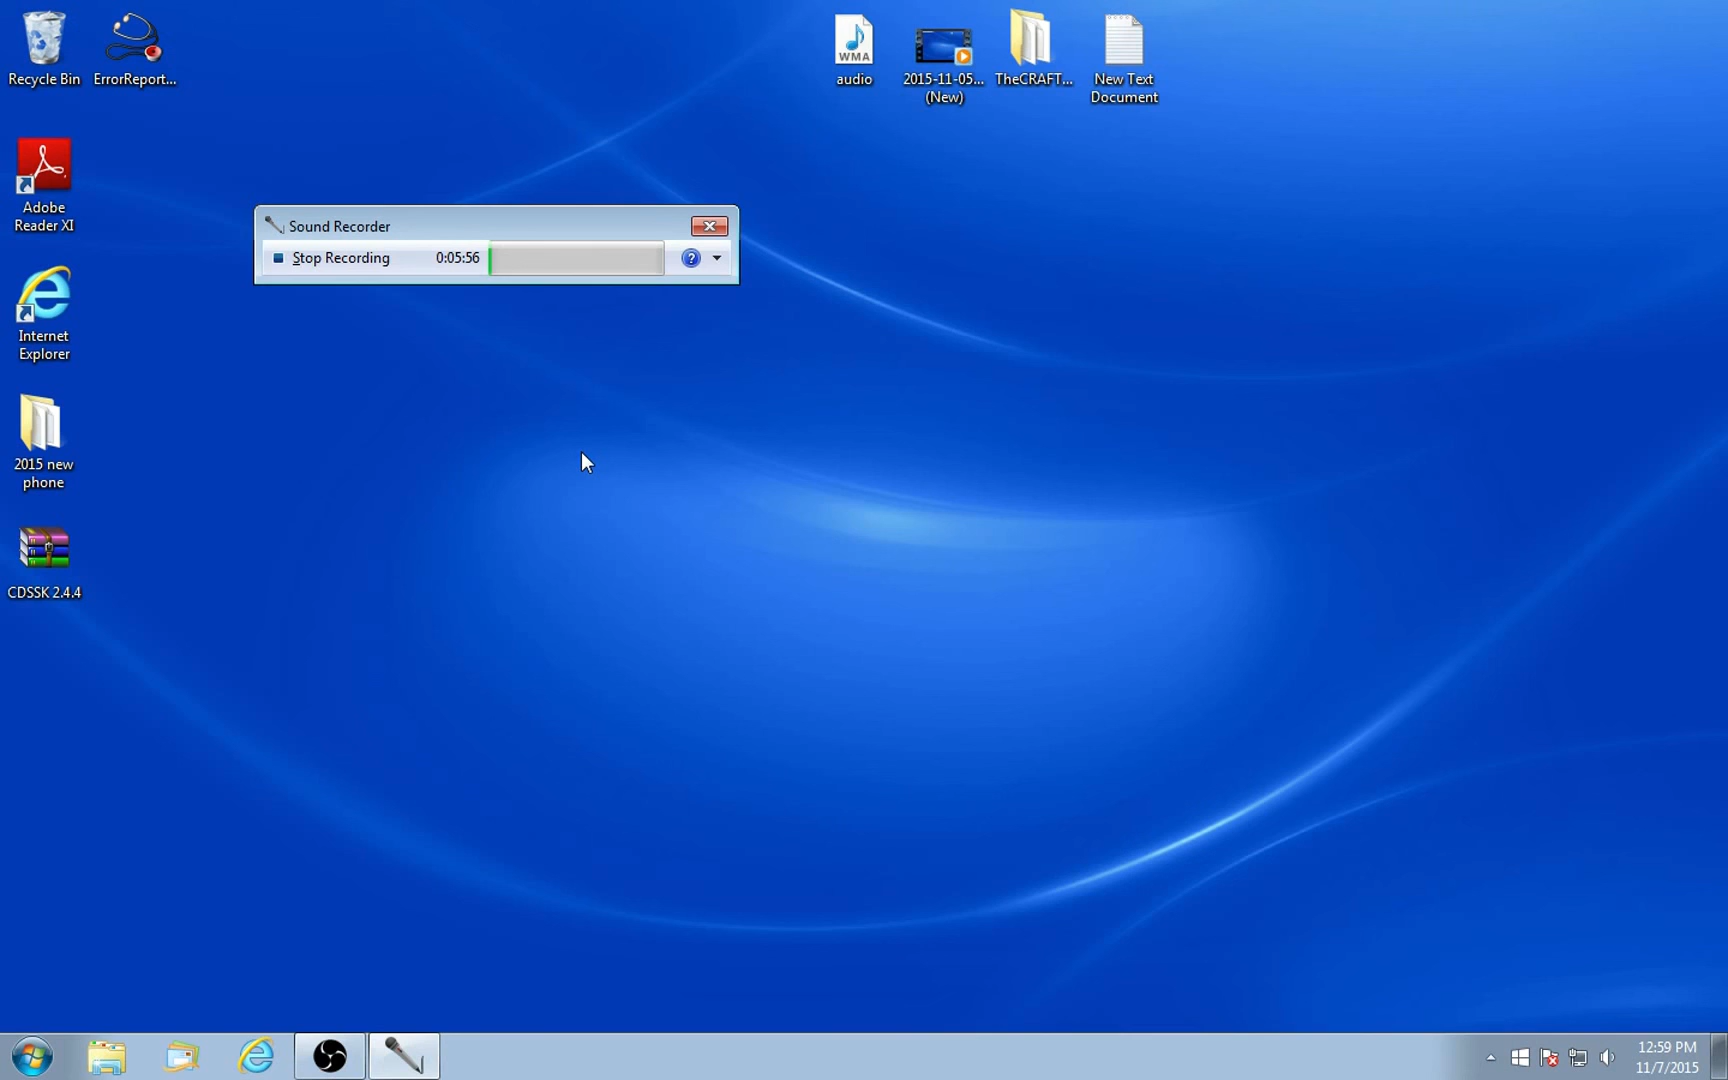 Recycle Bin
ErrorReport...
WMA
audio
2015-11-05...
(New)
TheCRAFT...
New Text
Document
Adobe
Reader XI
Internet
Explorer
2015 new
phone
CDSSK 2.4.4
Sound Recorder
Stop Recording 0:05:56
12:59 PM
11/7/2015